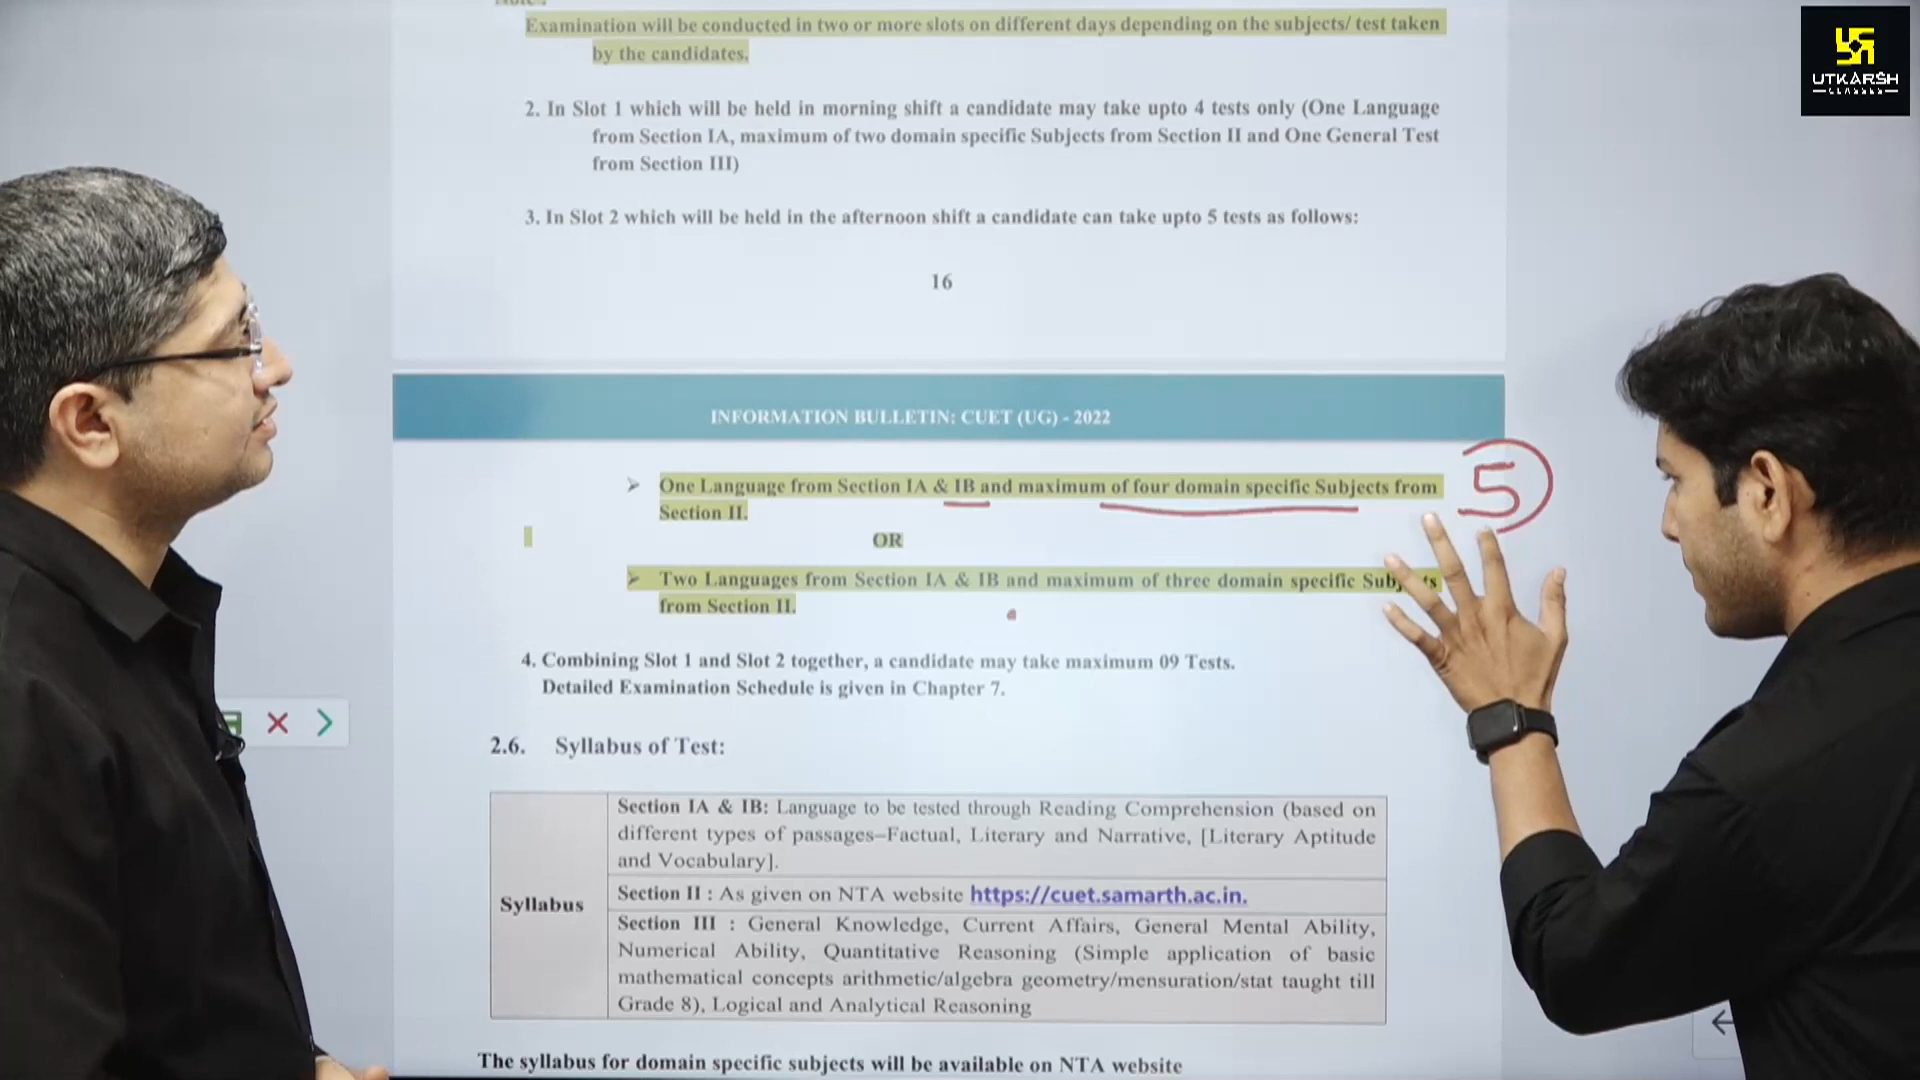 Examination will be conducted in two or more slots on different days depending on the subjects/ test taken
by the candidates.
UTKARSH
CLASSES
2. In Slot 1 which will be held in morning shift a candidate may take upto 4 tests only (One Language
from Section IA, maximum of two domain specific Subjects from Section II and One General Test
from Section III)
3. In Slot 2 which will be held in the afternoon shift a candidate can take upto 5 tests as follows:
16
INFORMATION BULLETIN: CUET (UG) - 2022
➢ One Language from Section IA & IB and maximum of four domain specific Subjects from
Section II.
5
OR
➢ Two Languages from Section IA & IB and maximum of three domain specific Subjects
from Section II.
4. Combining Slot 1 and Slot 2 together, a candidate may take maximum 09 Tests.
Detailed Examination Schedule is given in Chapter 7.
2.6. Syllabus of Test:
Syllabus
Section IA & IB: Language to be tested through Reading Comprehension (based on
different types of passages–Factual, Literary and Narrative, [Literary Aptitude
and Vocabulary].
Section II : As given on NTA website https://cuet.samarth.ac.in.
Section III : General Knowledge, Current Affairs, General Mental Ability,
Numerical Ability, Quantitative Reasoning (Simple application of basic
mathematical concepts arithmetic/algebra geometry/mensuration/stat taught till
Grade 8), Logical and Analytical Reasoning
The syllabus for domain specific subjects will be available on NTA website